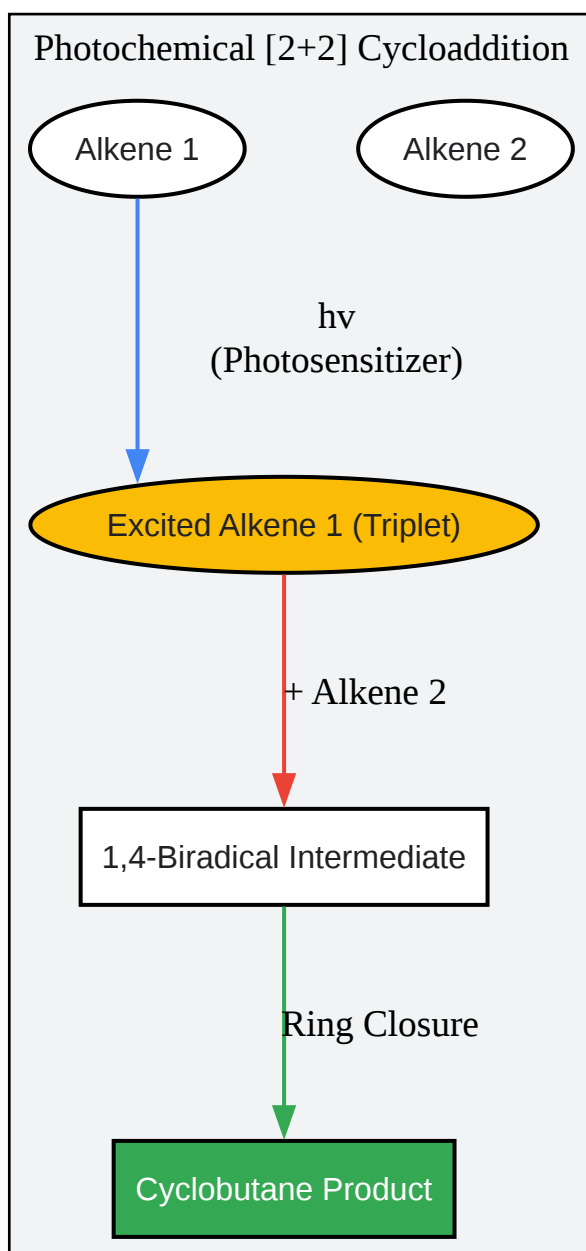 Photochemical [2+2] Cycloaddition
Alkene 1
Alkene 2
hv
(Photosensitizer)
Excited Alkene 1 (Triplet)
+ Alkene 2
1,4-Biradical Intermediate
Ring Closure
Cyclobutane Product